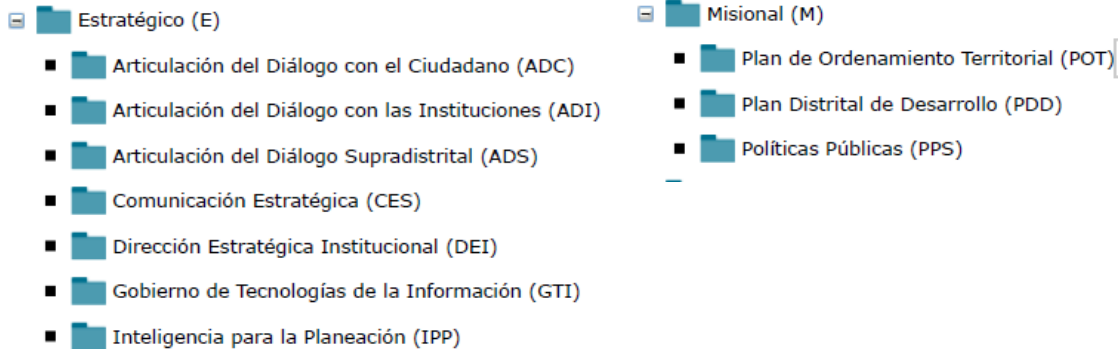 Estratégico (E)
Articulación del Diálogo con el Ciudadano (ADC)
Articulación del Diálogo con las Instituciones (ADI)
Articulación del Diálogo Supradistrital (ADS)
Comunicación Estratégica (CES)
Dirección Estratégica Institucional (DEI)
Gobierno de Tecnologías de la Información (GTI)
Inteligencia para la Planeación (IPP)
Misional (M)
Plan de Ordenamiento Territorial (POT)
Plan Distrital de Desarrollo (PDD)
Políticas Públicas (PPS)